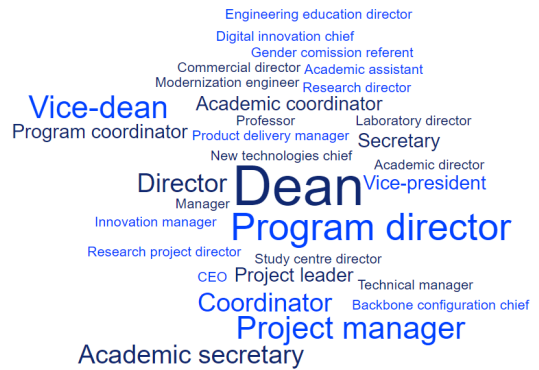 Engineering education director
Digital innovation chief
Gender comission referent
Commercial director Academic assistant
Modernization engineer Research director
Vice-dean Academic coordinator
Professor Laboratory director
Program coordinator Product delivery manager Secretary
New technologies chief
Academic director
Director Dean Vice-president
Manager
Innovation manager Program director
Research project director
Study centre director
CEO Project leader
Technical manager
Coordinator Backbone configuration chief
Project manager
Academic secretary